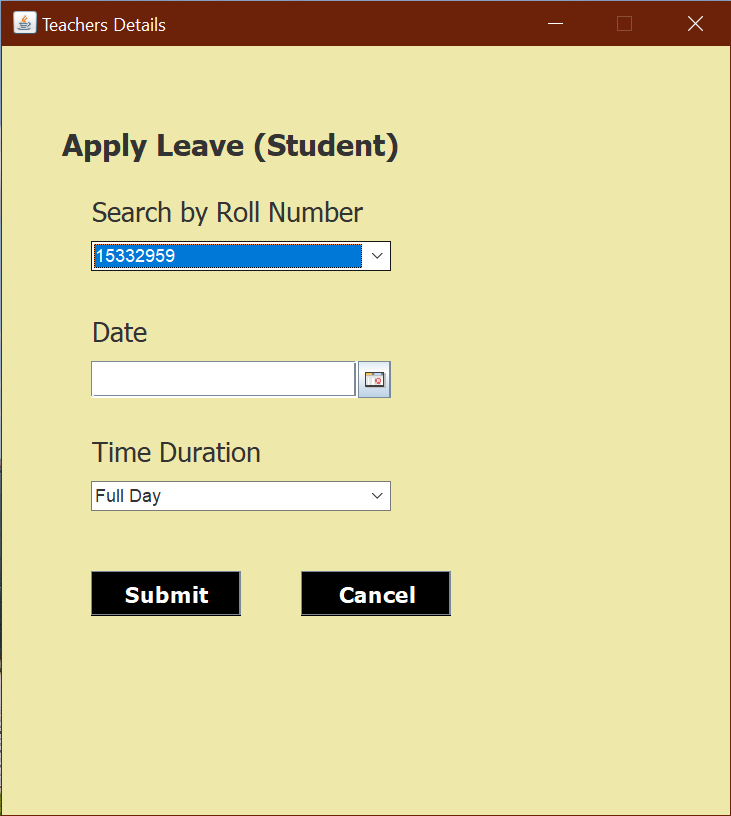 Teachers Details
Apply Leave (Student)
Search by Roll Number
15332959
Date
Time Duration
Full Day
Submit Cancel